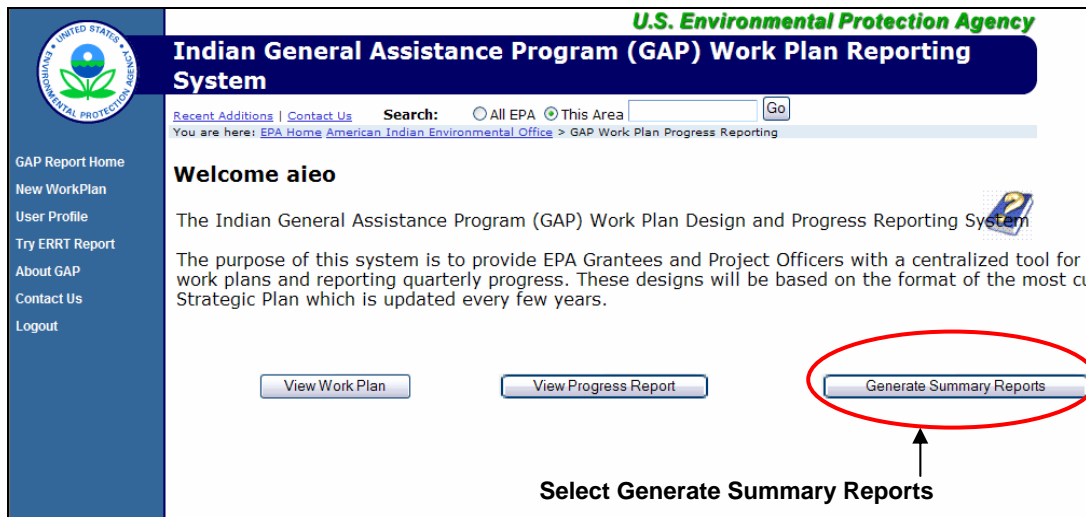 U.S. Environmental Protection Agency
UNITED STATES ENVIRONMENTAL PROTECTION AGENCY
Indian General Assistance Program (GAP) Work Plan Reporting
System
Recent Additions | Contact Us Search: All EPA This Area Go
You are here: EPA Home American Indian Environmental Office > GAP Work Plan Progress Reporting
GAP Report Home
New WorkPlan
User Profile
Try ERRT Report
About GAP
Contact Us
Logout
Welcome aieo
The Indian General Assistance Program (GAP) Work Plan Design and Progress Reporting System
The purpose of this system is to provide EPA Grantees and Project Officers with a centralized tool for
work plans and reporting quarterly progress. These designs will be based on the format of the most cu
Strategic Plan which is updated every few years.
View Work Plan View Progress Report Generate Summary Reports
Select Generate Summary Reports